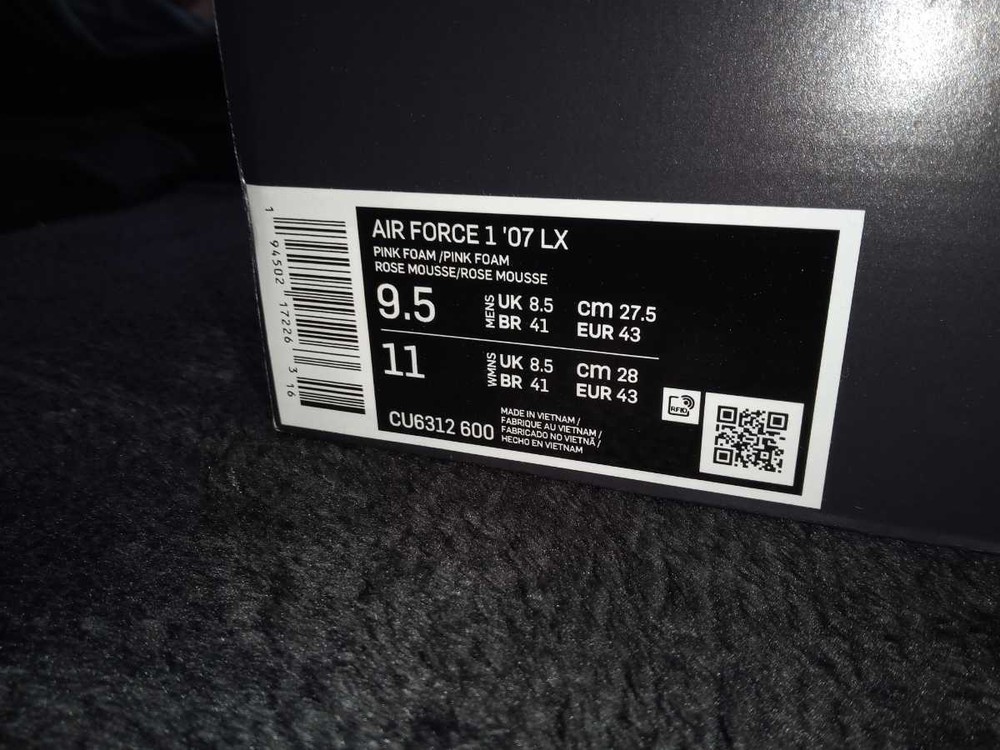 AIR FORCE 1 '07 LX
PINK FOAM /PINK FOAM
ROSE MOUSSE/ROSE MOUSSE
9.5 MENS UK 8.5 cm 27.5
BR 41 EUR 43
11 WMNS UK 8.5 cm 28
BR 41 EUR 43
CU6312 600
MADE IN VIETNAM /
FABRIQUE AU VIETNAM /
FABRICADO NO VIETNÃ /
HECHO EN VIETNAM
RFID
1 94502 17226 3 16